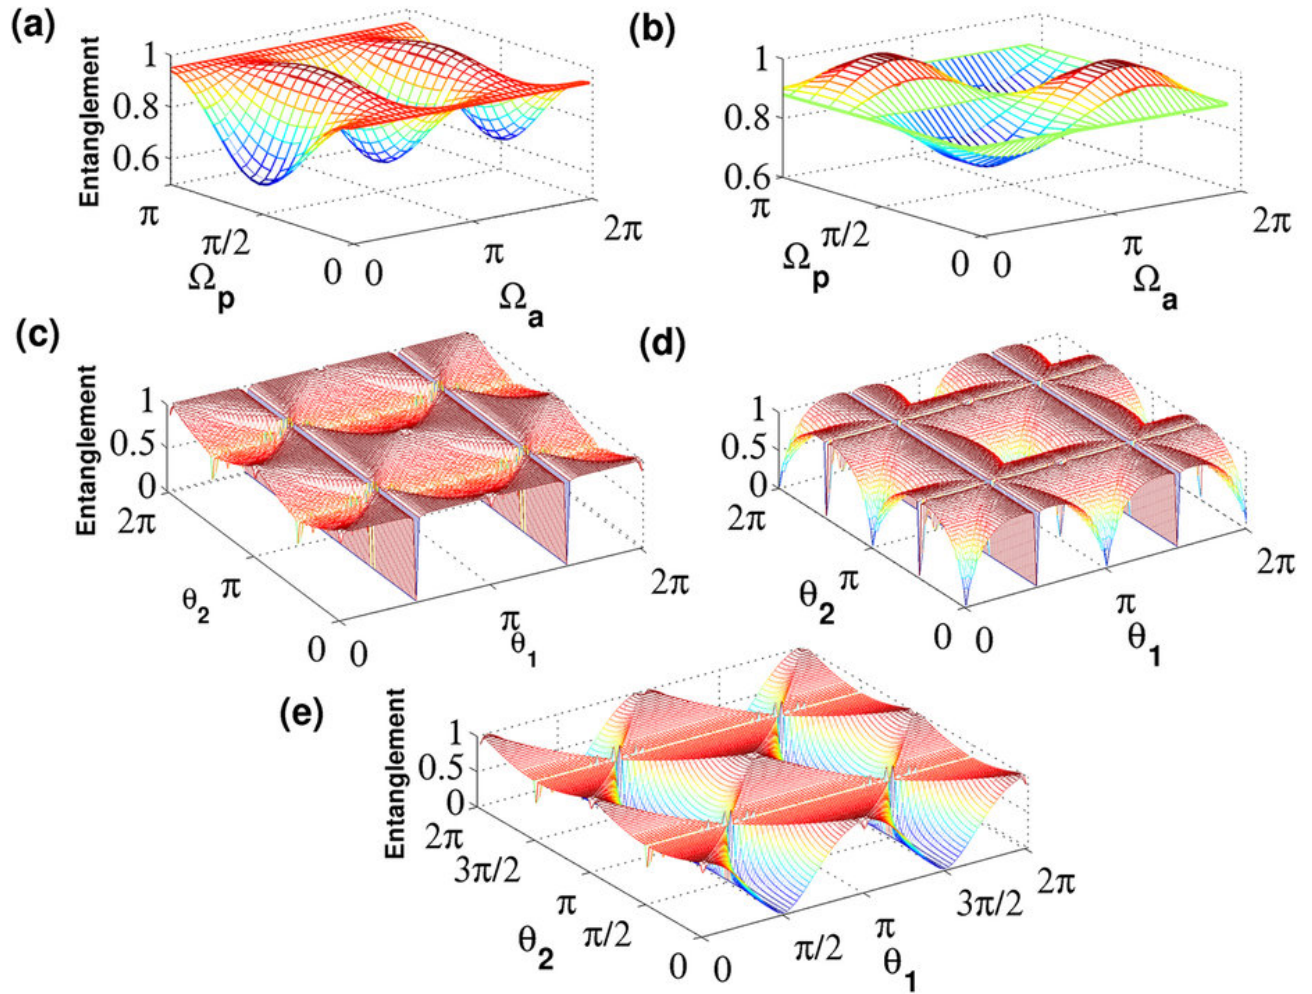 (a)
Entanglement
1
0.8
0.6
π
π/2
0
Ωp
0
π
2π
Ωa
(b)
1
0.8
0.6
π
π/2
0
Ωp
0
π
2π
Ωa
(c)
Entanglement
1
0.5
0
2π
π
0
θ2
0
π
2π
θ1
(d)
1
0.5
0
2π
π
0
θ2
0
π
2π
θ1
(e)
Entanglement
1
0.5
0
2π
3π/2
π
π/2
0
θ2
0
π/2
π
3π/2
2π
θ1